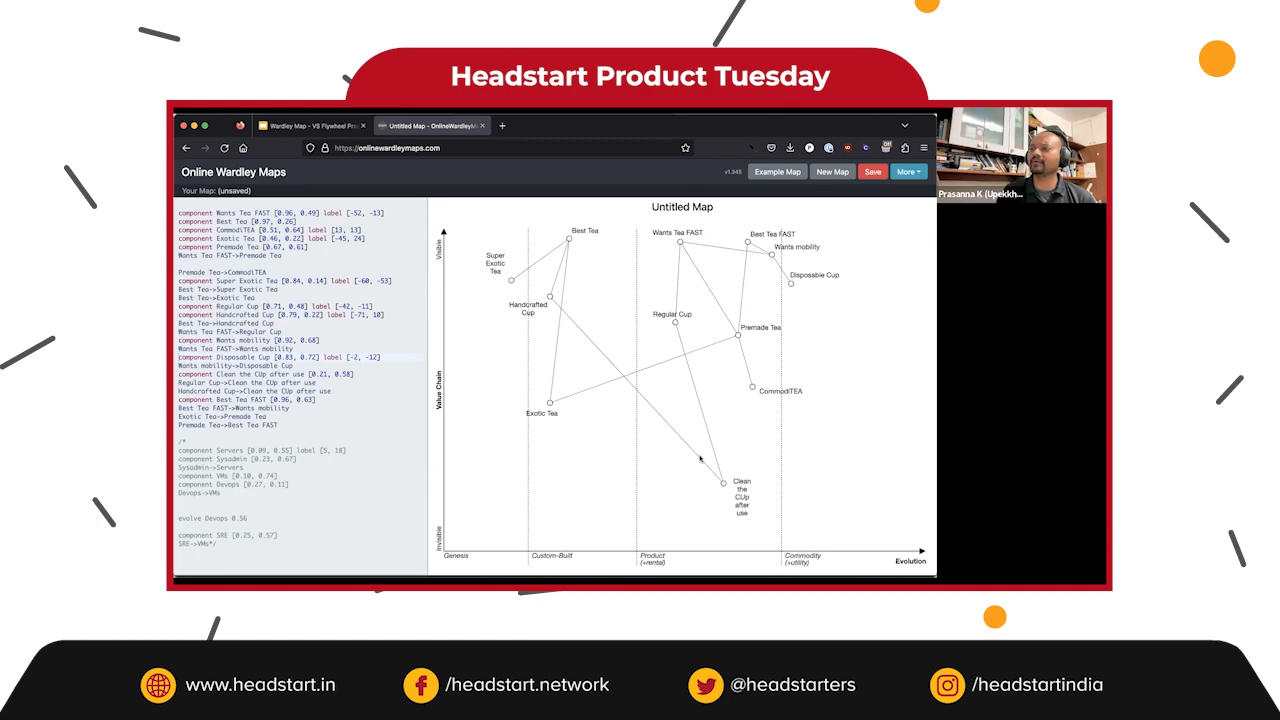 Headstart Product Tuesday
Wardley Map - VS Flywheel Pre
Untitled Map - OnlineWardleyM
https://onlinewardleymaps.com
Online Wardley Maps
v1.345
Example Map
New Map
Save
More
Your Map: (unsaved)
component Wants Tea FAST [0.96, 0.49] label [-52, -13]
component Best Tea [0.97, 0.26]
component CommodiTEA [0.51, 0.64] label [13, 13]
component Exotic Tea [0.46, 0.22] label [-45, 24]
component Premade Tea [0.67, 0.61]
Wants Tea FAST->Premade Tea
Premade Tea->CommodiTEA
component Super Exotic Tea [0.84, 0.14] label [-60, -53]
Best Tea->Super Exotic Tea
Best Tea->Exotic Tea
component Regular Cup [0.71, 0.48] label [-42, -11]
component Handcrafted Cup [0.79, 0.22] label [-71, 10]
Best Tea->Handcrafted Cup
Wants Tea FAST->Regular Cup
component Wants mobility [0.92, 0.68]
Wants Tea FAST->Wants mobility
component Disposable Cup [0.83, 0.72] label [-2, -12]
Wants mobility->Disposable Cup
component Clean the CUp after use [0.21, 0.58]
Regular Cup->Clean the CUp after use
Handcrafted Cup->Clean the CUp after use
component Best Tea FAST [0.96, 0.63]
Best Tea FAST->Wants mobility
Exotic Tea->Premade Tea
Premade Tea->Best Tea FAST
/*
component Servers [0.09, 0.55] label [5, 18]
component Sysadmin [0.23, 0.67]
Sysadmin->Servers
component VMs [0.10, 0.74]
component Devops [0.27, 0.11]
Devops->VMs
evolve Devops 0.56
component SRE [0.25, 0.57]
SRE->VMs*/
Untitled Map
Visible
Value Chain
Invisible
Best Tea
Wants Tea FAST
Best Tea FAST
Wants mobility
Super
Exotic
Tea
Disposable Cup
Handcrafted
Cup
Regular Cup
Premade Tea
CommodiTEA
Exotic Tea
Clean
the
CUp
after
use
Genesis
Custom-Built
Product
(+rental)
Commodity
(+utility)
Evolution
Prasanna K (Upekkh...
www.headstart.in
/headstart.network
@headstarters
/headstartindia